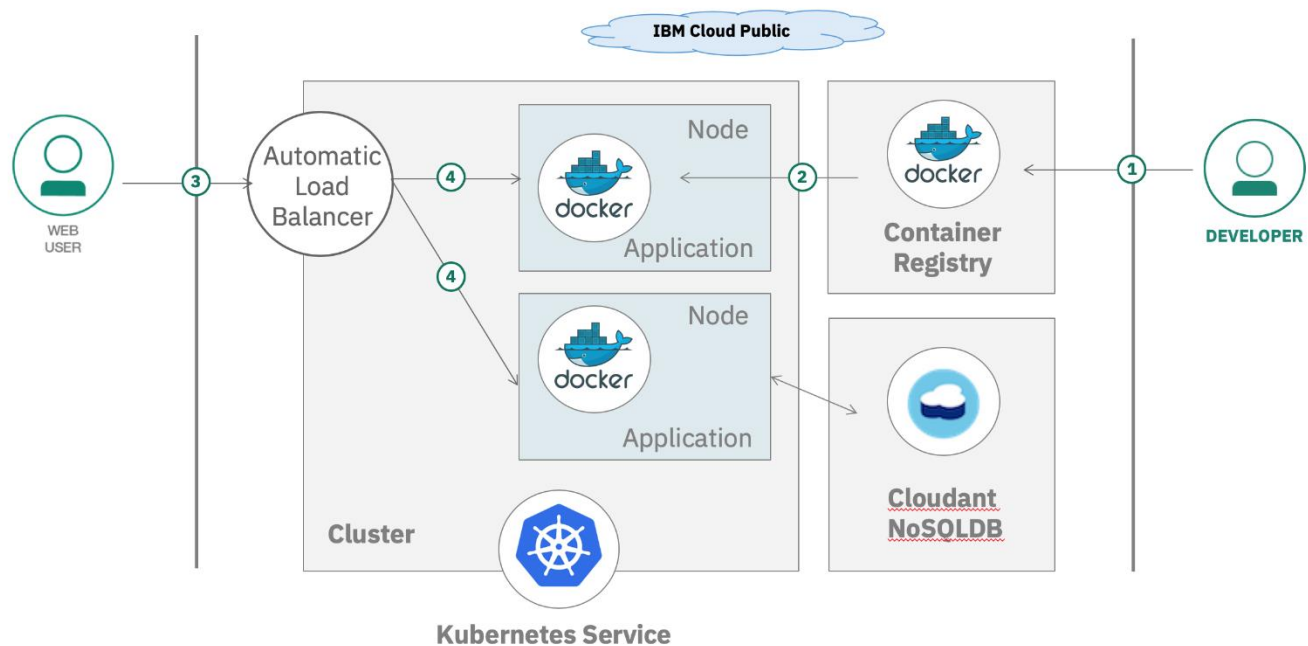 IBM Cloud Public
WEB
USER
3
Automatic
Load
Balancer
4
4
Node
docker
Application
Node
docker
Application
Cluster
Kubernetes Service
2
docker
Container
Registry
Cloudant
NoSQLDB
1
DEVELOPER